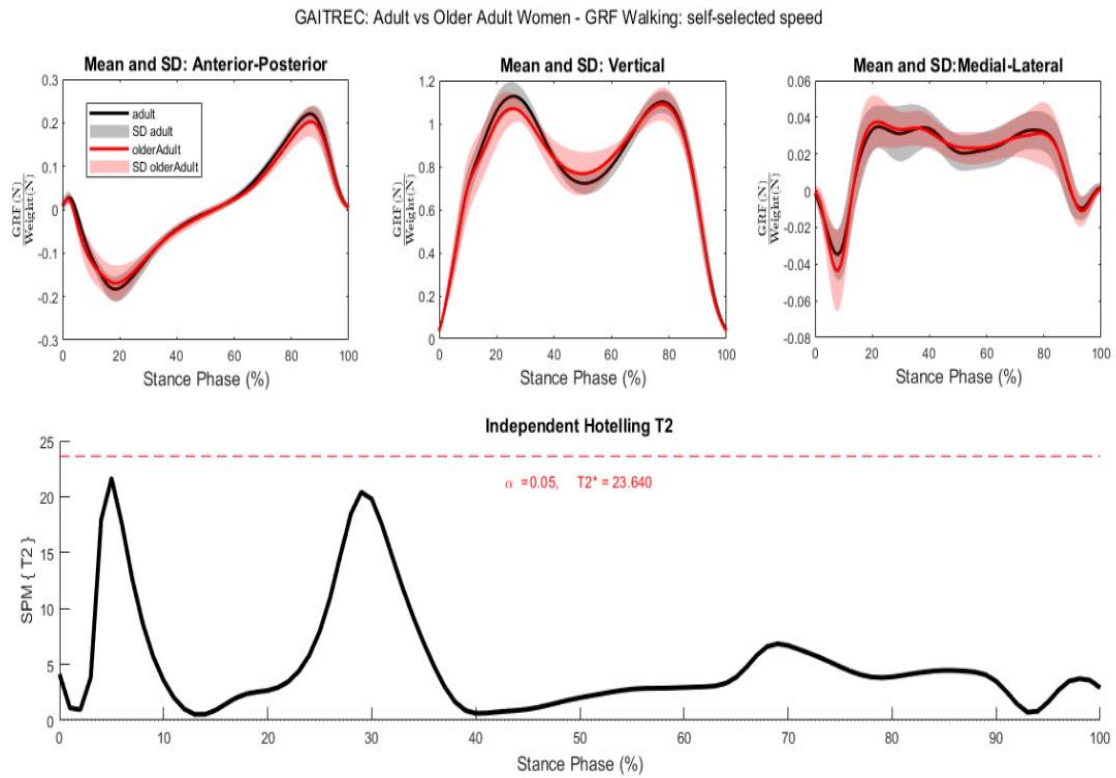 GAITREC: Adult vs Older Adult Women - GRF Walking: self-selected speed
Mean and SD: Anterior-Posterior
0.3
0.2
0.1
0
-0.1
-0.2
-0.3
GRF(N)
Weight(N)
adult
SD adult
olderAdult
SD olderAdult
0 20 40 60 80 100
Stance Phase (%)
Mean and SD: Vertical
1.2
1
0.8
0.6
0.4
0.2
0
GRF(N)
Weight(N)
0 20 40 60 80 100
Stance Phase (%)
Mean and SD:Medial-Lateral
0.06
0.04
0.02
0
-0.02
-0.04
-0.06
-0.08
GRF(N)
Weight(N)
0 20 40 60 80 100
Stance Phase (%)
Independent Hotelling T2
25
20
15
10
5
0
SPM { T2 }
α =0.05, T2* = 23.640
0 10 20 30 40 50 60 70 80 90 100
Stance Phase (%)